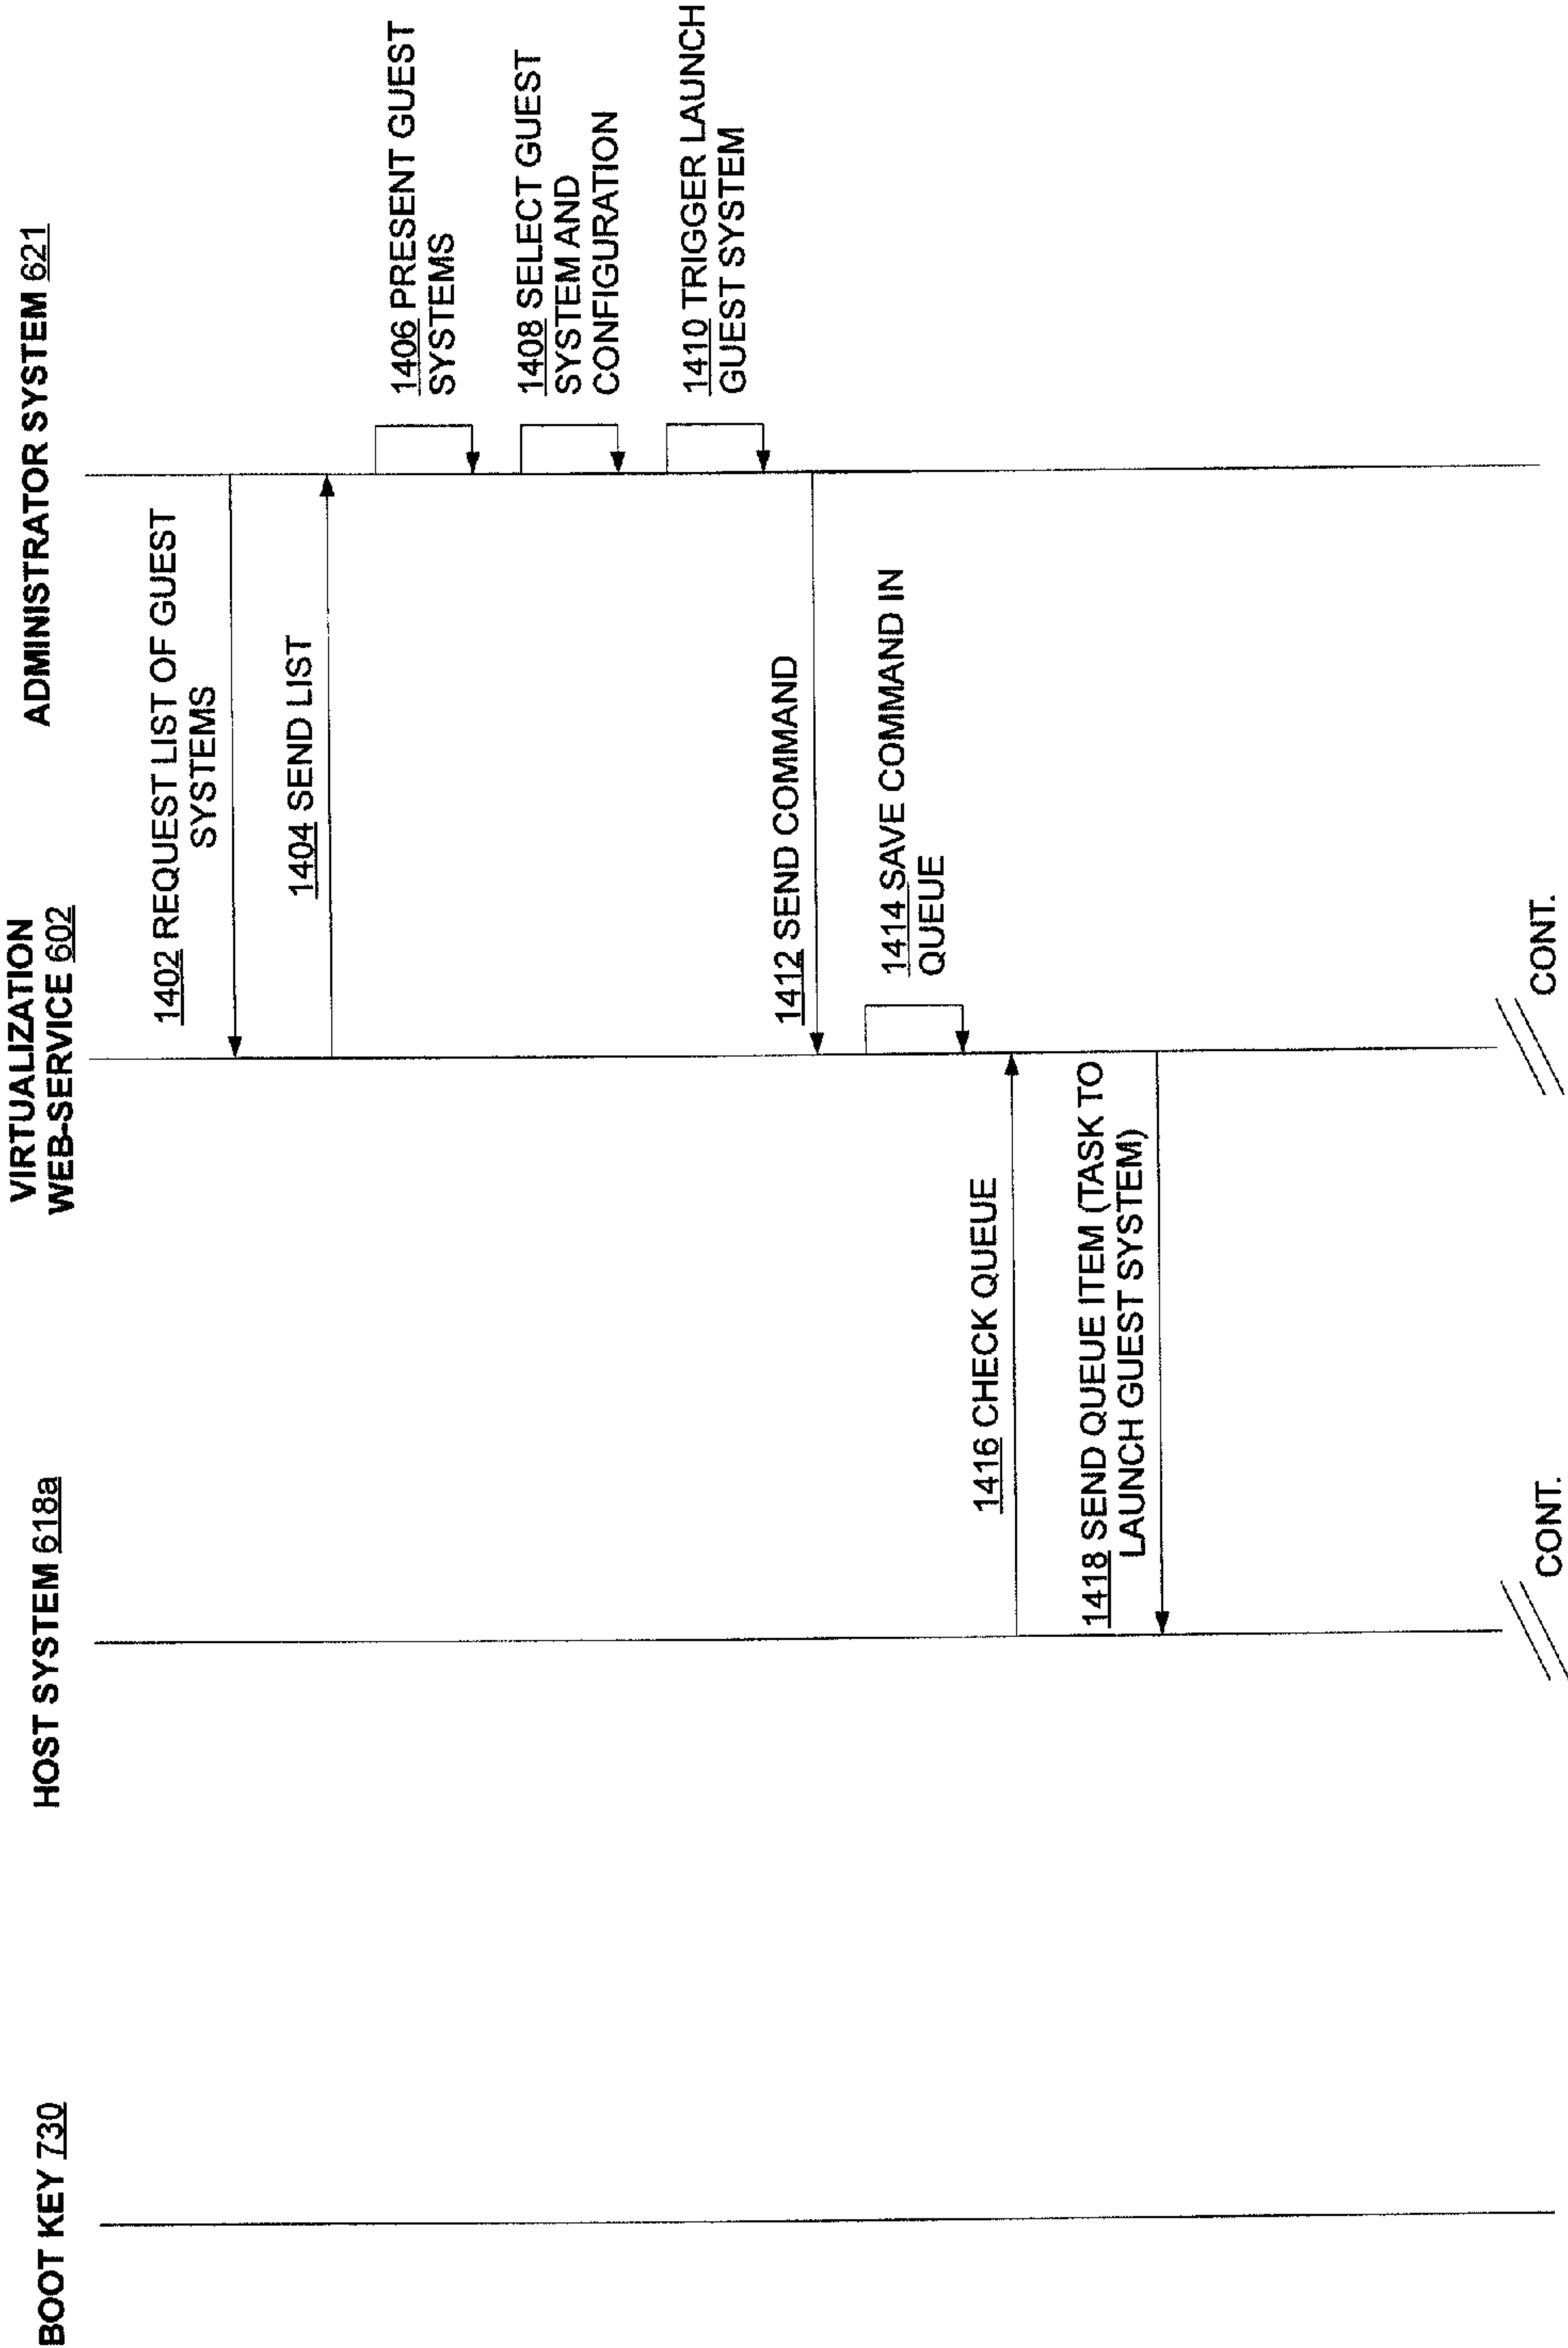 BOOT KEY 730
HOST SYSTEM 618a
VIRTUALIZATION
WEB-SERVICE 602
ADMINISTRATOR SYSTEM 621
1402 REQUEST LIST OF GUEST
SYSTEMS
1404 SEND LIST
1406 PRESENT GUEST
SYSTEMS
1408 SELECT GUEST
SYSTEM AND
CONFIGURATION
1410 TRIGGER LAUNCH
GUEST SYSTEM
1412 SEND COMMAND
1414 SAVE COMMAND IN
QUEUE
1416 CHECK QUEUE
1418 SEND QUEUE ITEM (TASK TO
LAUNCH GUEST SYSTEM)
CONT.
CONT.